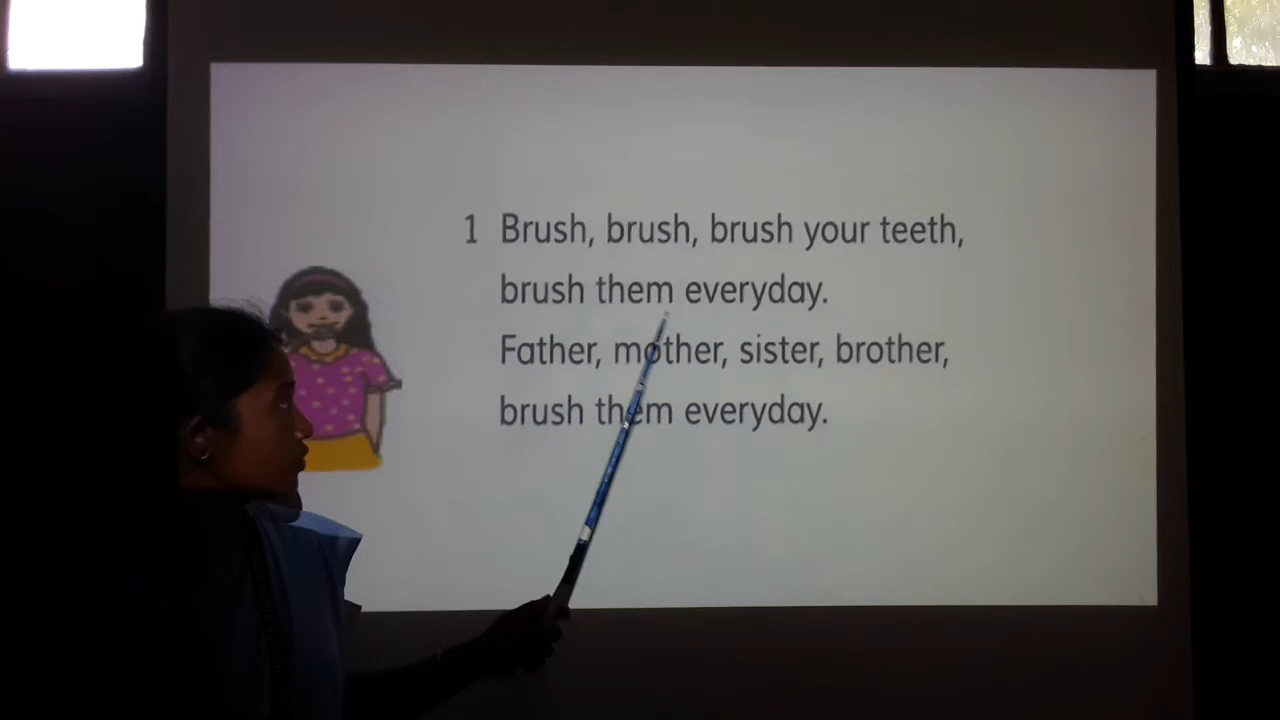 1 Brush, brush, brush your teeth,
brush them everyday.
Father, mother, sister, brother,
brush them everyday.